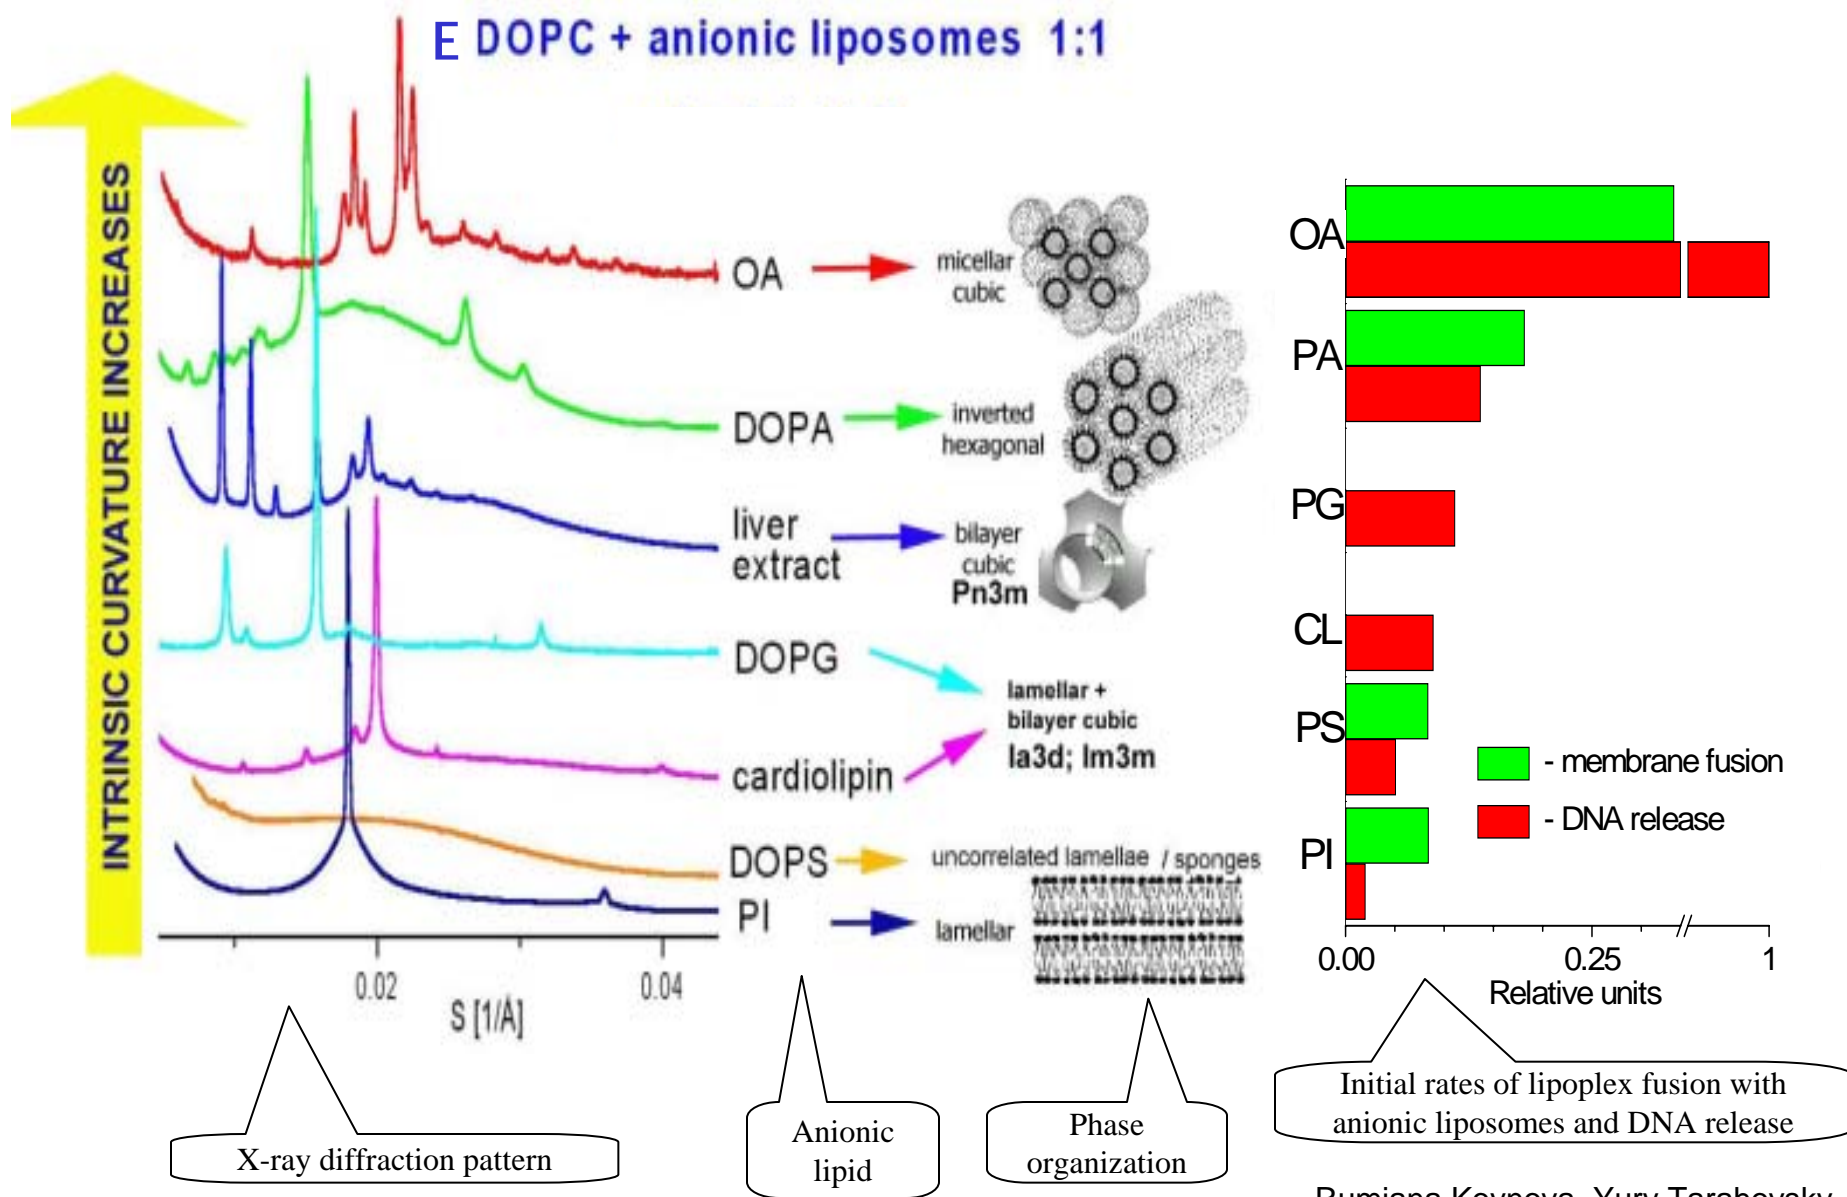 E DOPC + anionic liposomes 1:1
INTRINSIC CURVATURE INCREASES
OA
micellar
cubic
DOPA
inverted
hexagonal
liver
extract
bilayer
cubic
Pn3m
DOPG
lamellar +
bilayer cubic
Ia3d; Im3m
cardiolipin
DOPS
uncorrelated lamellae / sponges
PI
lamellar
0.02
0.04
S [1/Å]
OA
PA
PG
CL
PS
PI
- membrane fusion
- DNA release
0.00
0.25
1
Relative units
X-ray diffraction pattern
Anionic
lipid
Phase
organization
Initial rates of lipoplex fusion with
anionic liposomes and DNA release
Yury Tarahovsky